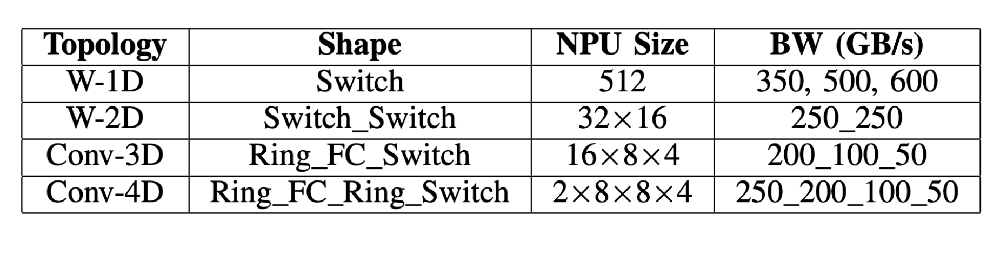 Topology Shape NPU Size BW (GB/s)
W-1D Switch 512 350, 500, 600
W-2D Switch_Switch 32×16 250_250
Conv-3D Ring_FC_Switch 16×8×4 200_100_50
Conv-4D Ring_FC_Ring_Switch 2×8×8×4 250_200_100_50